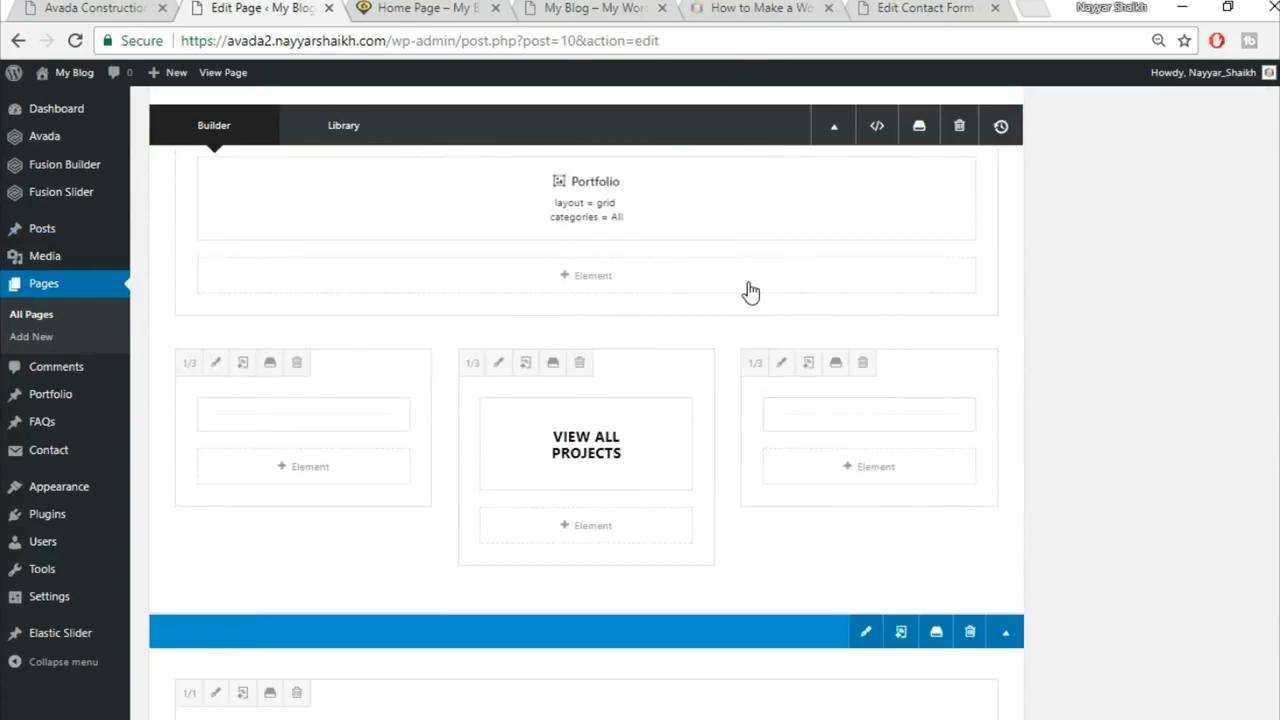 Avada Construction
Edit Page ‹ My Blog
Home Page – My B
My Blog – My Wor
How to Make a Wo
Edit Contact Form
Nayyar Shaikh
Secure
https://avada2.nayyarshaikh.com/wp-admin/post.php?post=10&action=edit
My Blog
0
New
View Page
Howdy, Nayyar_Shaikh
Dashboard
Avada
Fusion Builder
Fusion Slider
Posts
Media
Pages
All Pages
Add New
Comments
Portfolio
FAQs
Contact
Appearance
Plugins
Users
Tools
Settings
Elastic Slider
Collapse menu
Builder
Library
Portfolio
layout = grid
categories = All
+ Element
1/3
1/3
1/3
VIEW ALL
PROJECTS
+ Element
+ Element
+ Element
1/1